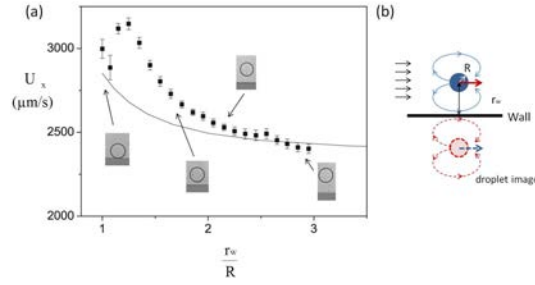 (a)
3000
2500
2000
U x
(μm/s)
1
2
3
r w
R
(b)
R
r w
Wall
droplet image